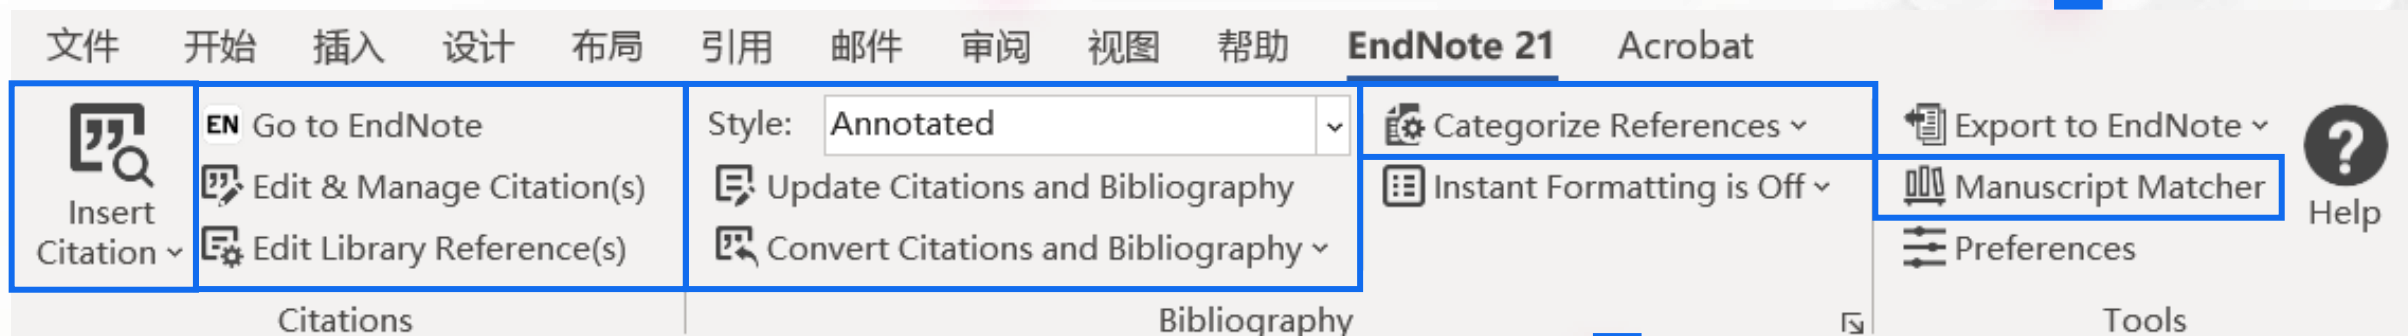 文件 开始 插入 设计 布局 引用 邮件 审阅 视图 帮助 EndNote 21 Acrobat
Insert
Citation
EN Go to EndNote
Edit & Manage Citation(s)
Edit Library Reference(s)
Citations
Style: Annotated
Update Citations and Bibliography
Convert Citations and Bibliography
Categorize References
Instant Formatting is Off
Bibliography
Export to EndNote
Manuscript Matcher
Preferences
Tools
Help